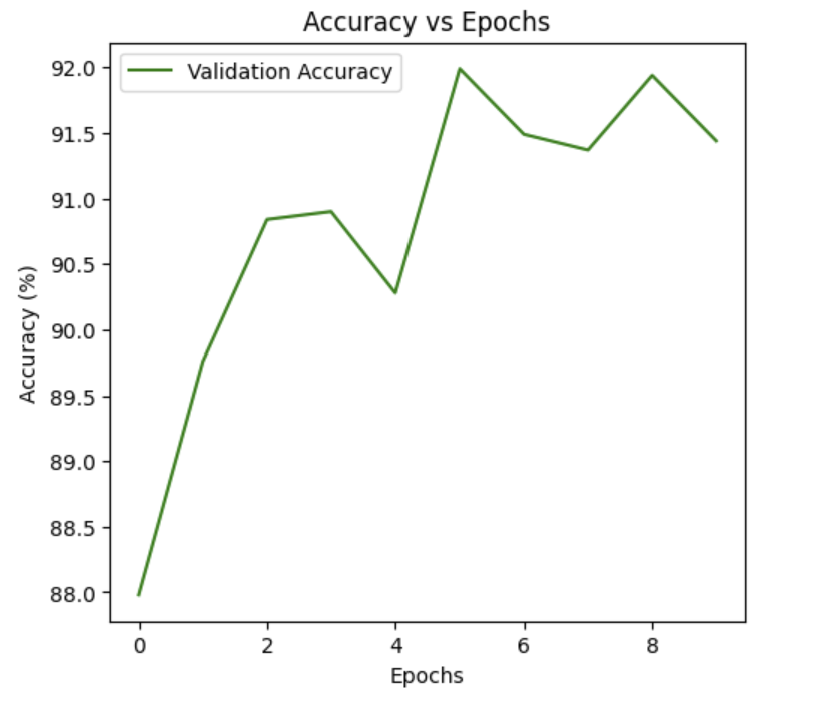 Accuracy vs Epochs
Validation Accuracy
92.0
91.5
91.0
90.5
90.0
89.5
89.0
88.5
88.0
Accuracy (%)
0 2 4 6 8
Epochs